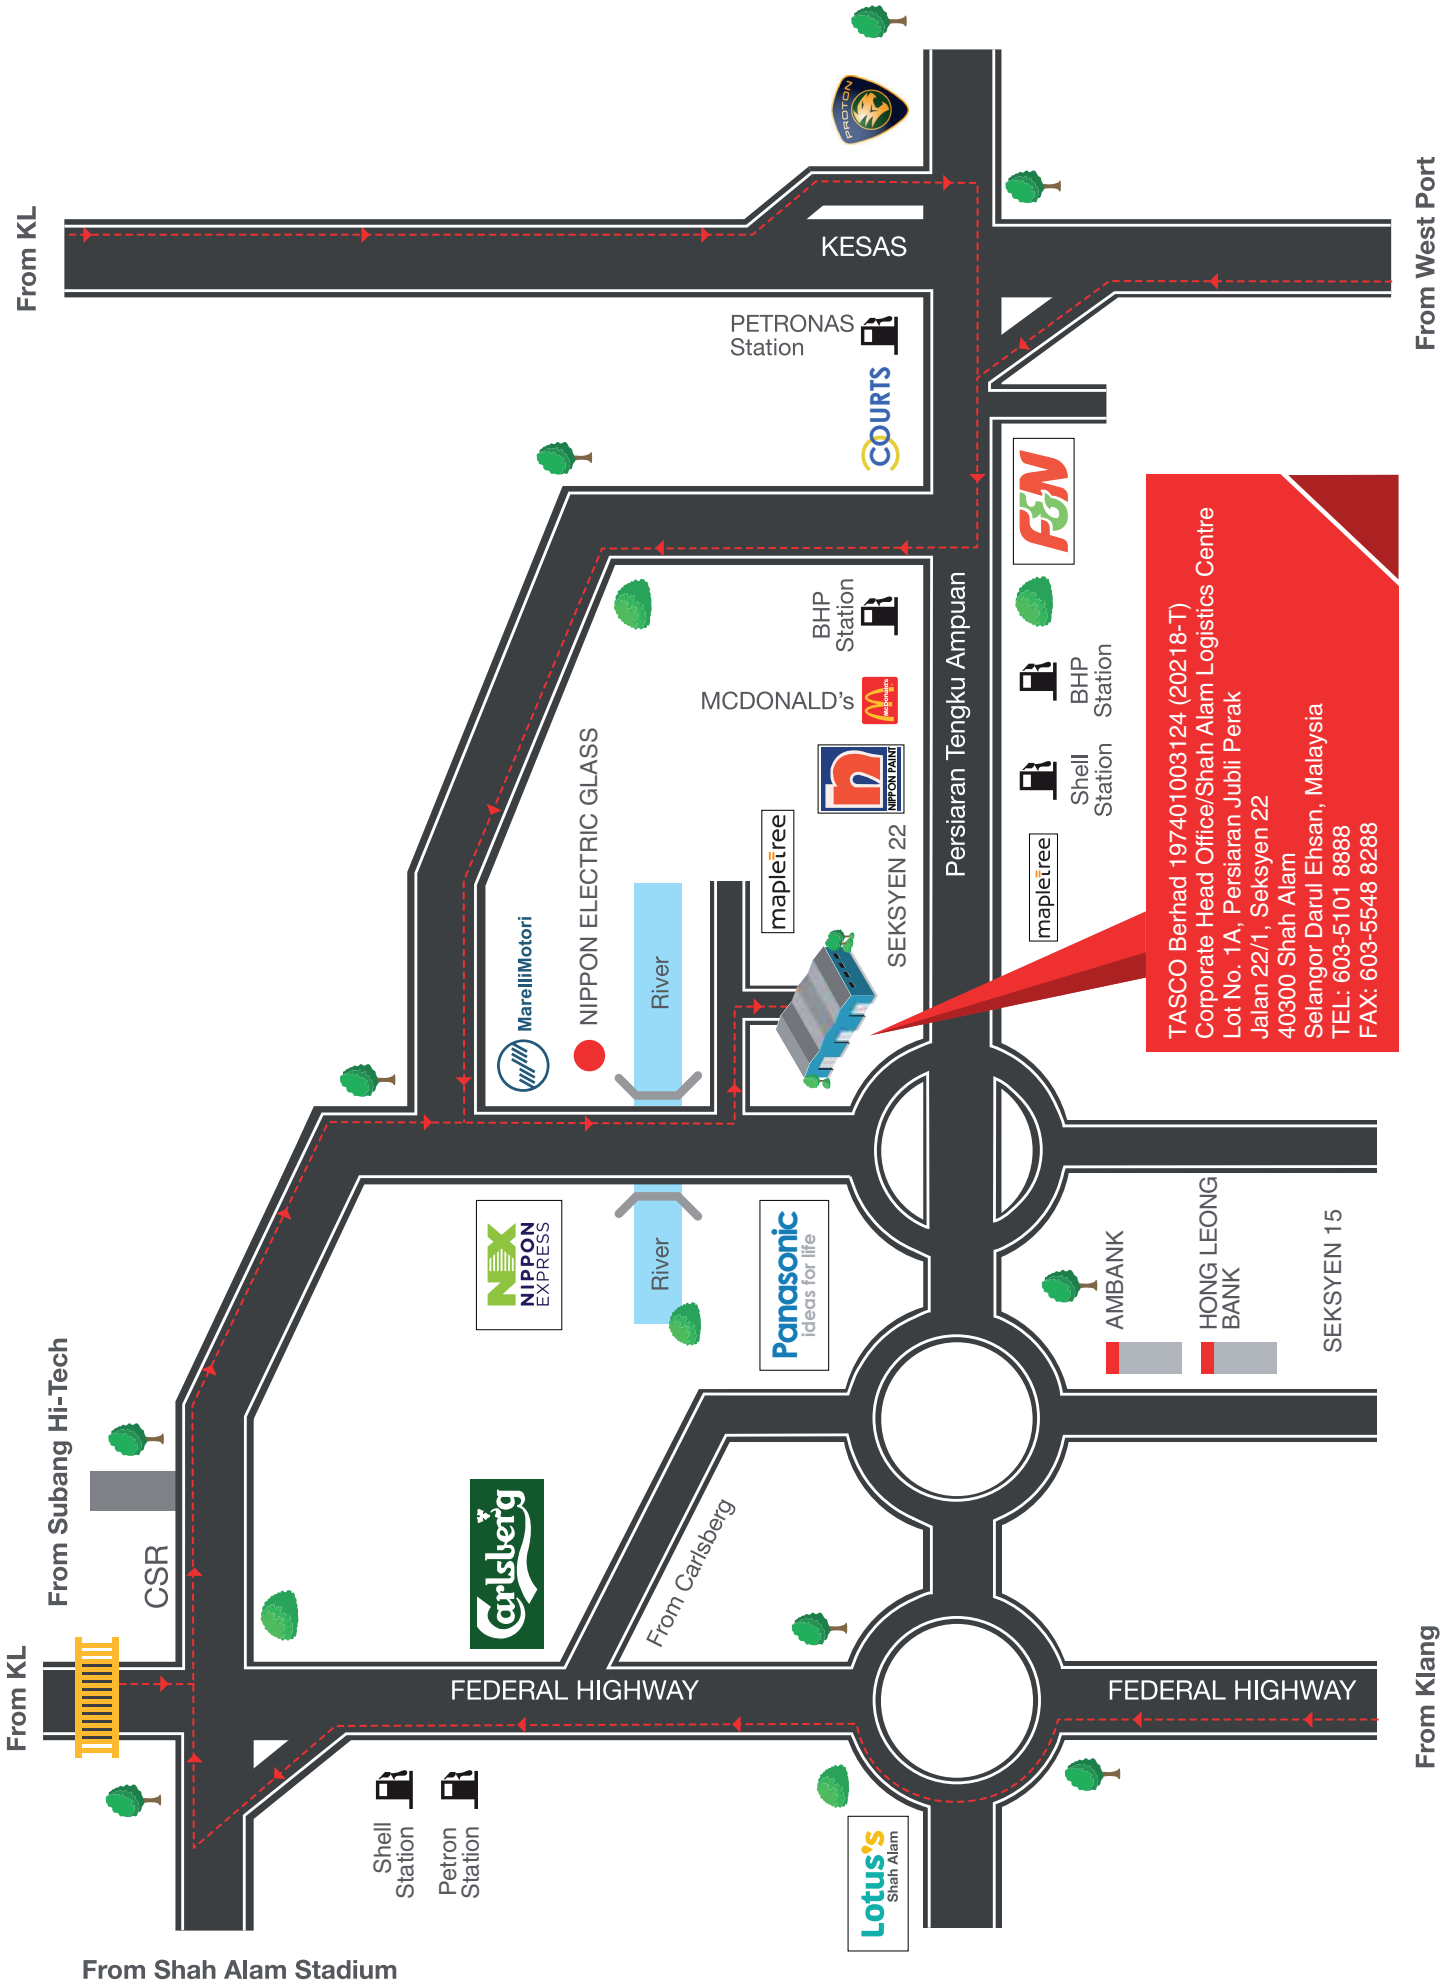 From KL
From Subang Hi-Tech
From KL
CSR
From Shah Alam Stadium
Shell
Station
Petron
Station
FEDERAL HIGHWAY
Carlsberg
From Carlsberg
NEX
NIPPON
EXPRESS
River
River
Panasonic
ideas for life
MarelliMotori
NIPPON ELECTRIC GLASS
mapletree
SEKSYEN 22
n
NIPPON PAINT
MCDONALD's
McDonald's
BHP
Station
COURTS
PETRONAS
Station
KESAS
PROTON
Persiaran Tengku Ampuan
Lotus's
Shah Alam
FEDERAL HIGHWAY
From Klang
AMBANK
HONG LEONG
BANK
SEKSYEN 15
mapletree
Shell
Station
BHP
Station
F&N
From West Port
TASCO Berhad 197401003124 (20218-T)
Corporate Head Office/Shah Alam Logistics Centre
Lot No. 1A, Persiaran Jubli Perak
Jalan 22/1, Seksyen 22
40300 Shah Alam
Selangor Darul Ehsan, Malaysia
TEL: 603-5101 8888
FAX: 603-5548 8288